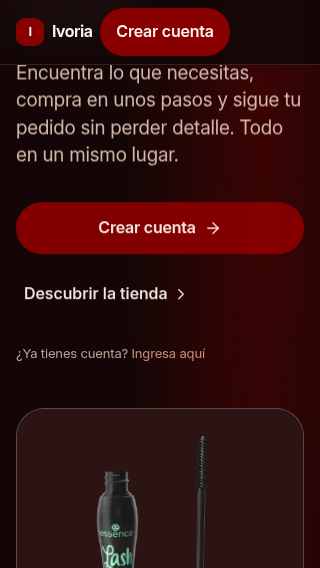 I Ivoria Crear cuenta
Encuentra lo que necesitas,
compra en unos pasos y sigue tu
pedido sin perder detalle. Todo
en un mismo lugar.
Crear cuenta
Descubrir la tienda
¿Ya tienes cuenta? Ingresa aquí
essence
Lash